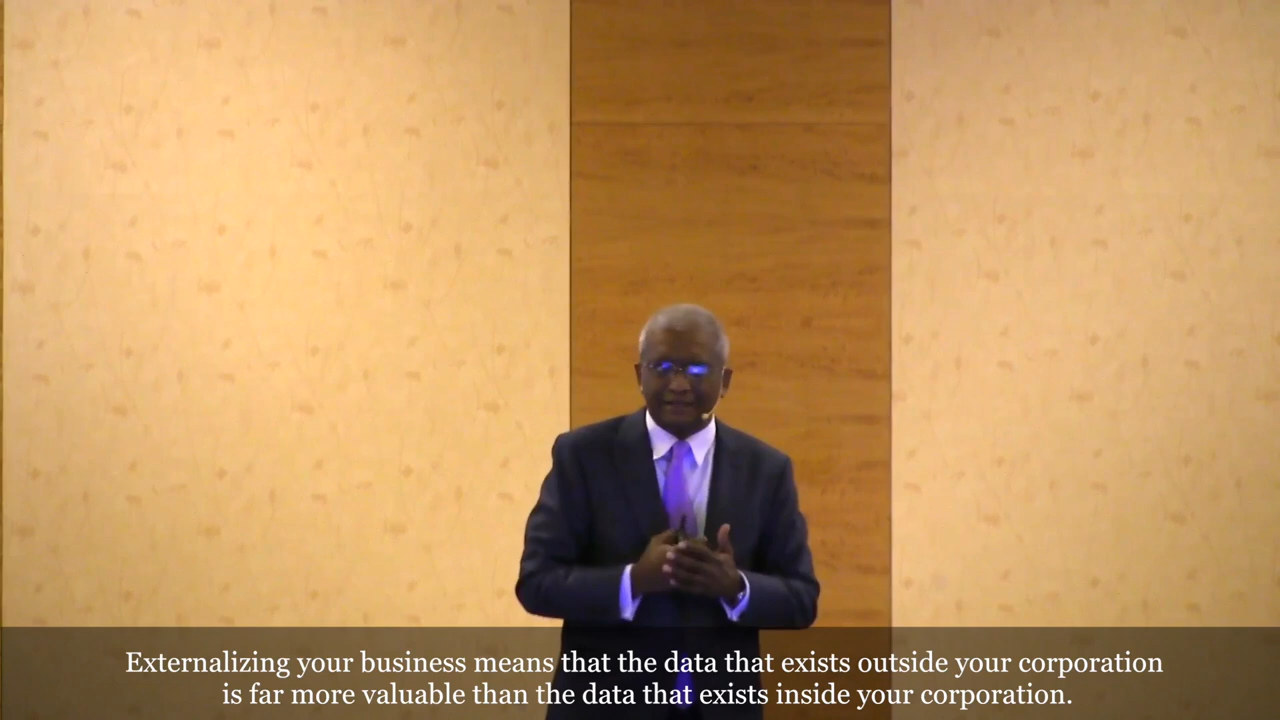 Externalizing your business means that the data that exists outside your corporation
is far more valuable than the data that exists inside your corporation.